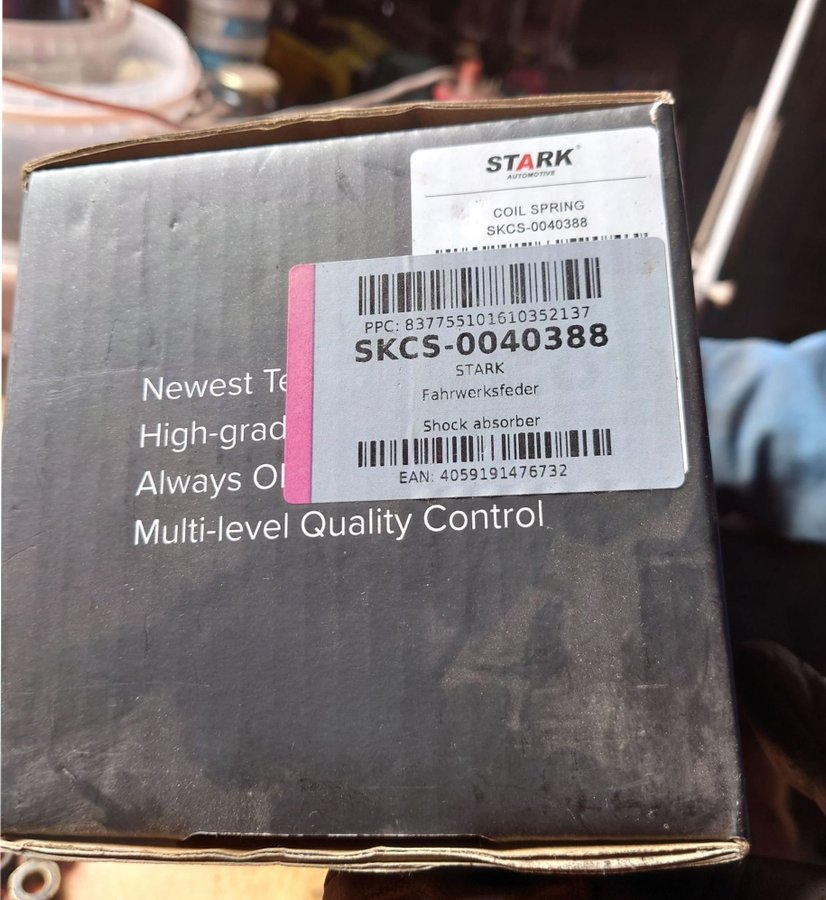 STARK
AUTOMOTIVE
COIL SPRING
SKCS-0040388
PPC: 837755101610352137
SKCS-0040388
STARK
Fahrwerksfeder
Shock absorber
EAN: 4059191476732
Newest
High-grad
Always
Multi-level Quality Control